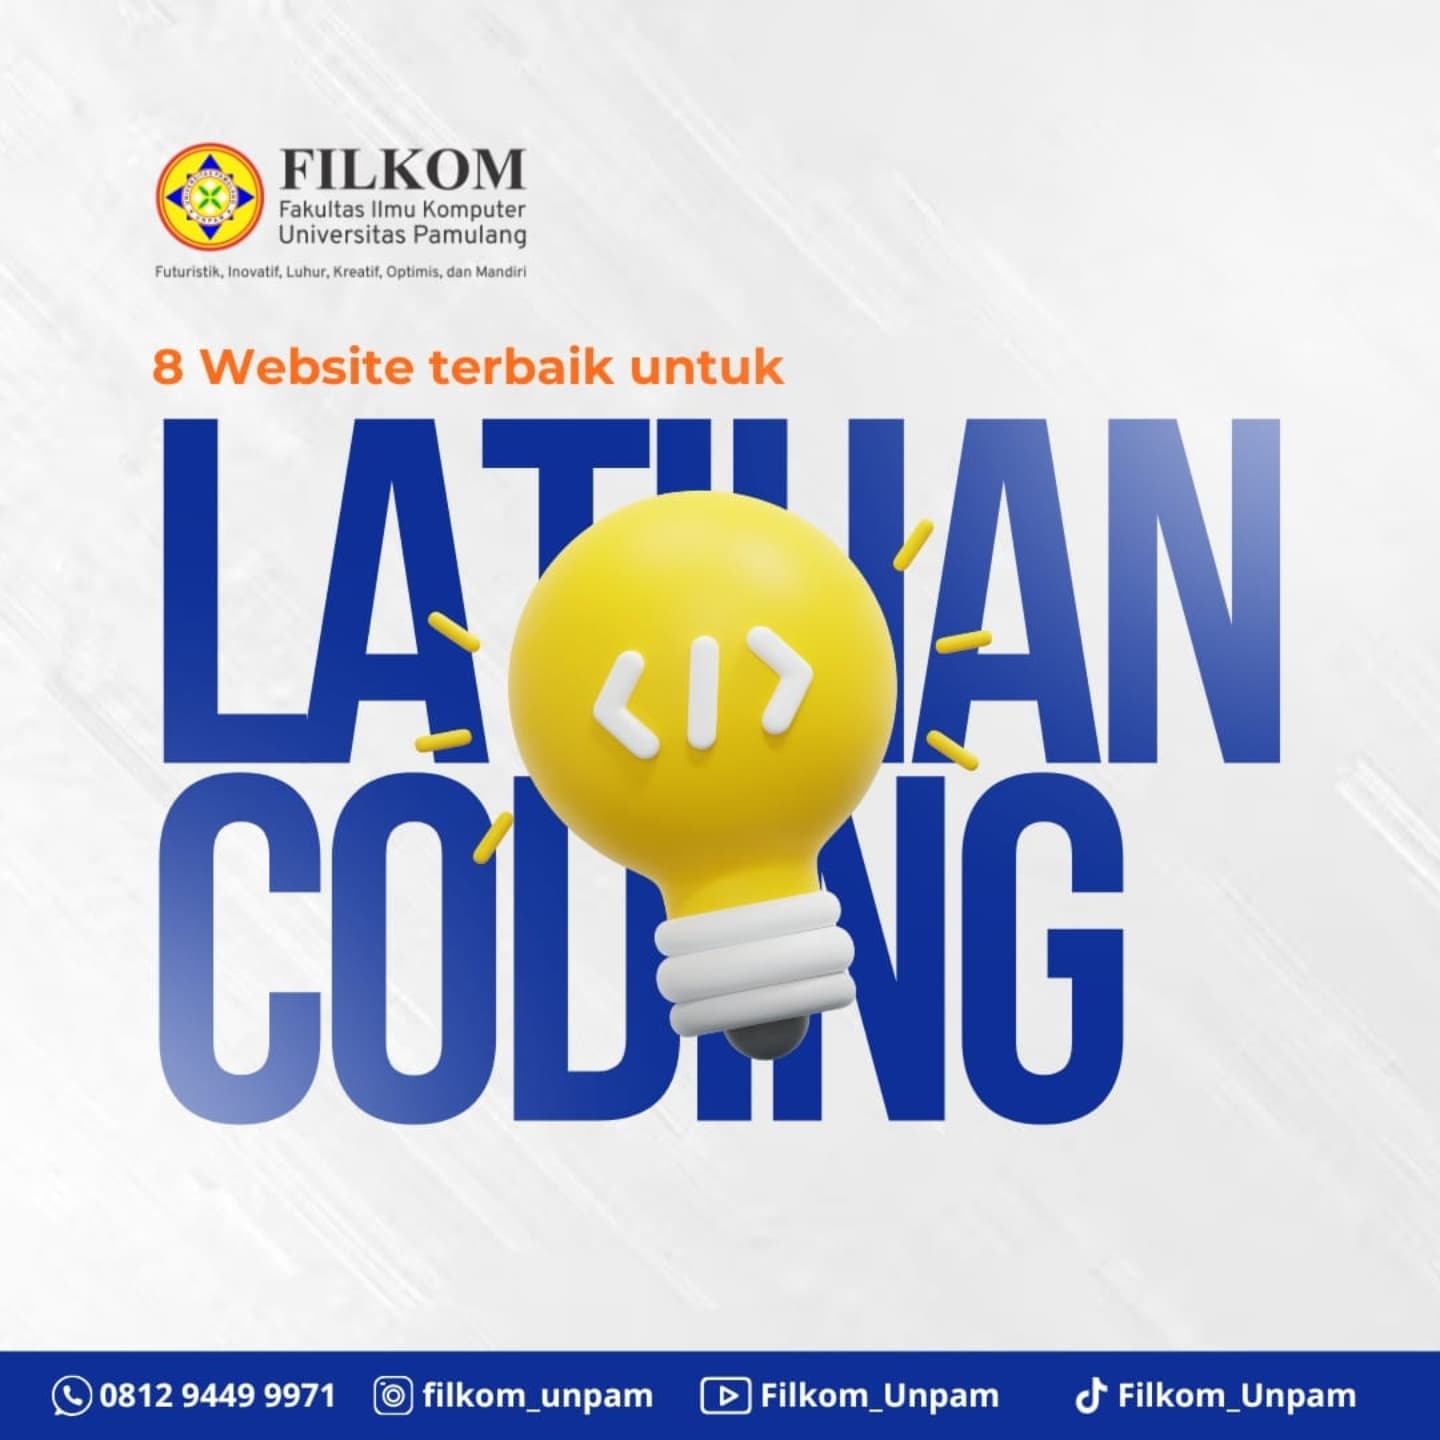 FILKOM
Fakultas Ilmu Komputer
Universitas Pamulang
Futuristik, Inovatif, Luhur, Kreatif, Optimis, dan Mandiri
8 Website terbaik untuk
LATIHAN
CODING
</>
0812 9449 9971 filkom_unpam Filkom_Unpam Filkom_Unpam